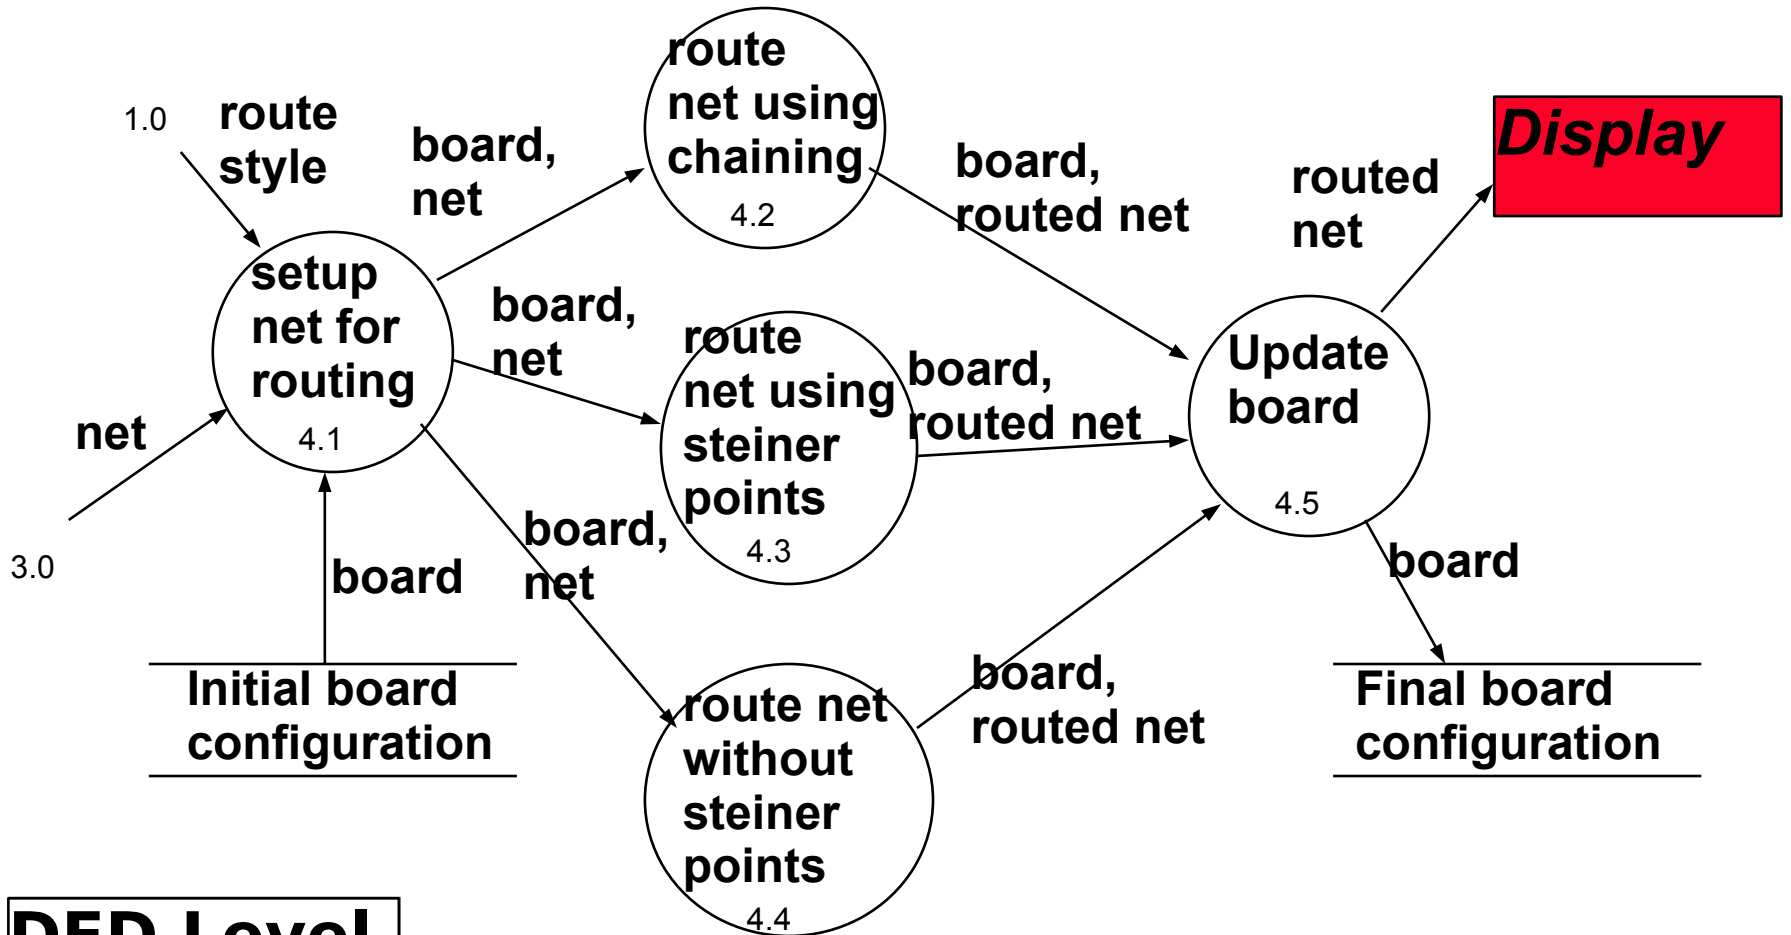 route
net using
chaining
4.2
1.0
route
style
board,
net
board,
routed net
routed
net
Display
setup
net for
routing
4.1
board,
net
route
net using
steiner
points
4.3
board,
routed net
Update
board
4.5
net
3.0
board
board,
net
board
Initial board
configuration
route net
without
steiner
points
4.4
board,
routed net
Final board
configuration
DFD Level